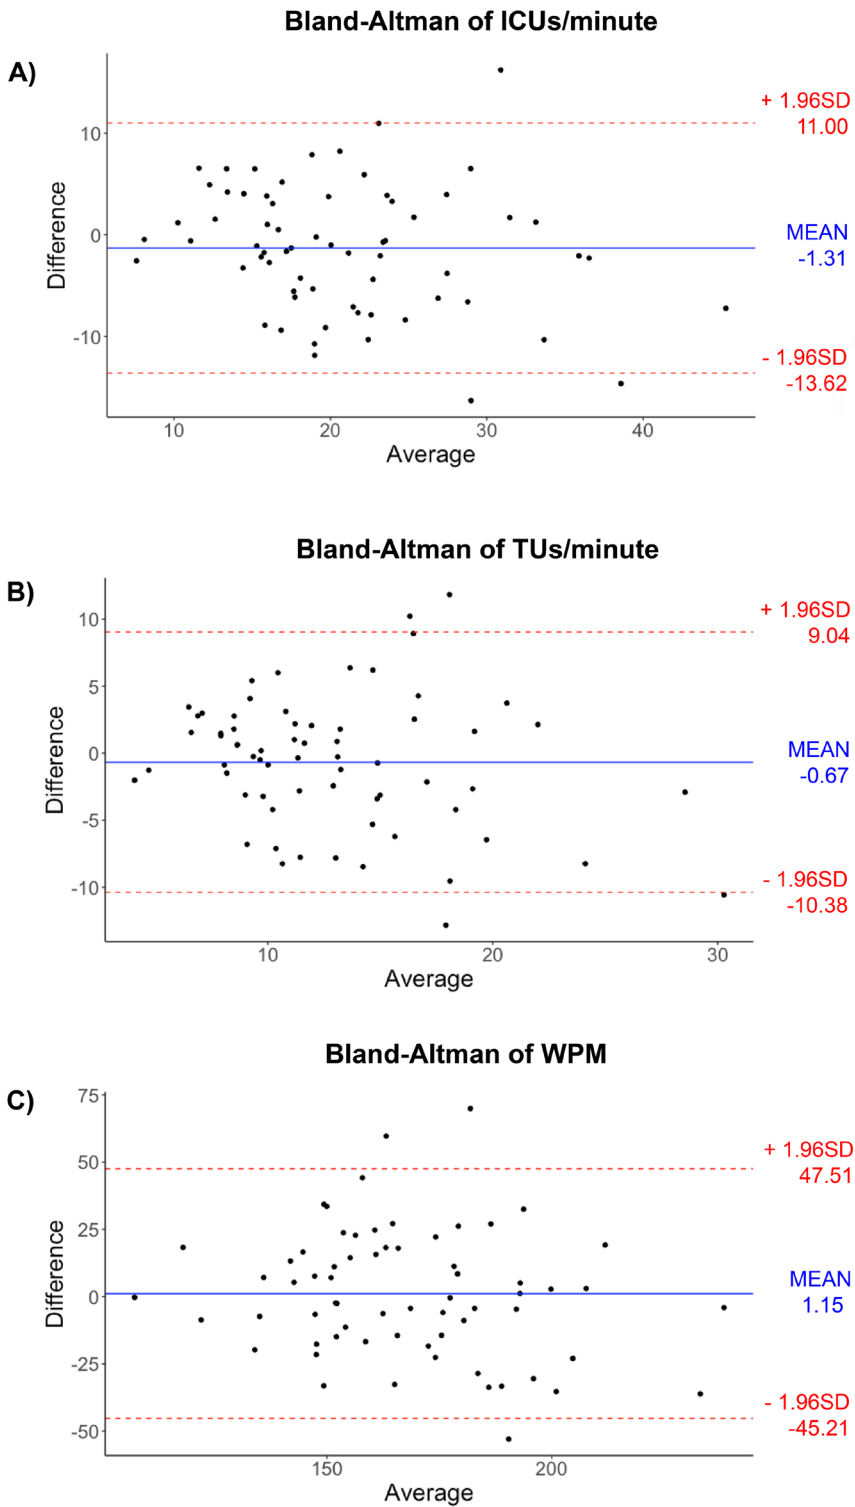 Bland-Altman of ICUs/minute
A)
+ 1.96SD
11.00
10
Difference
0
MEAN
-1.31
-10
- 1.96SD
-13.62
10 20 30 40
Average
Bland-Altman of TUs/minute
B)
+ 1.96SD
9.04
10
5
Difference
0
MEAN
-0.67
-5
-10
- 1.96SD
-10.38
10 20 30
Average
Bland-Altman of WPM
C)
75
+ 1.96SD
47.51
50
25
Difference
0
MEAN
1.15
-25
-50
- 1.96SD
-45.21
150 200
Average